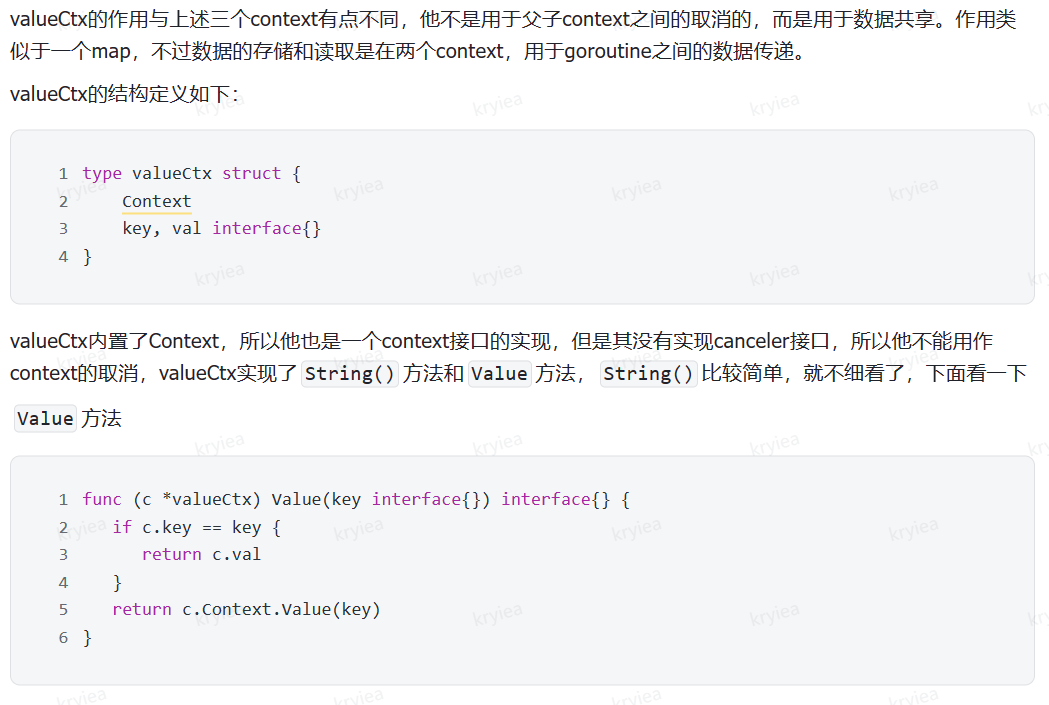 valueCtx的作用与上述三个context有点不同，他不是用于父子context之间的取消的，而是用于数据共享。作用类
似于一个map，不过数据的存储和读取是在两个context，用于goroutine之间的数据传递。
valueCtx的结构定义如下：
1 type valueCtx struct {
2     Context
3     key, val interface{}
4 }
valueCtx内置了Context，所以他也是一个context接口的实现，但是其没有实现canceler接口，所以他不能用作
context的取消，valueCtx实现了 String() 方法和 Value 方法， String() 比较简单，就不细看了，下面看一下
Value 方法
1 func (c *valueCtx) Value(key interface{}) interface{} {
2    if c.key == key {
3       return c.val
4    }
5    return c.Context.Value(key)
6 }
kryiea